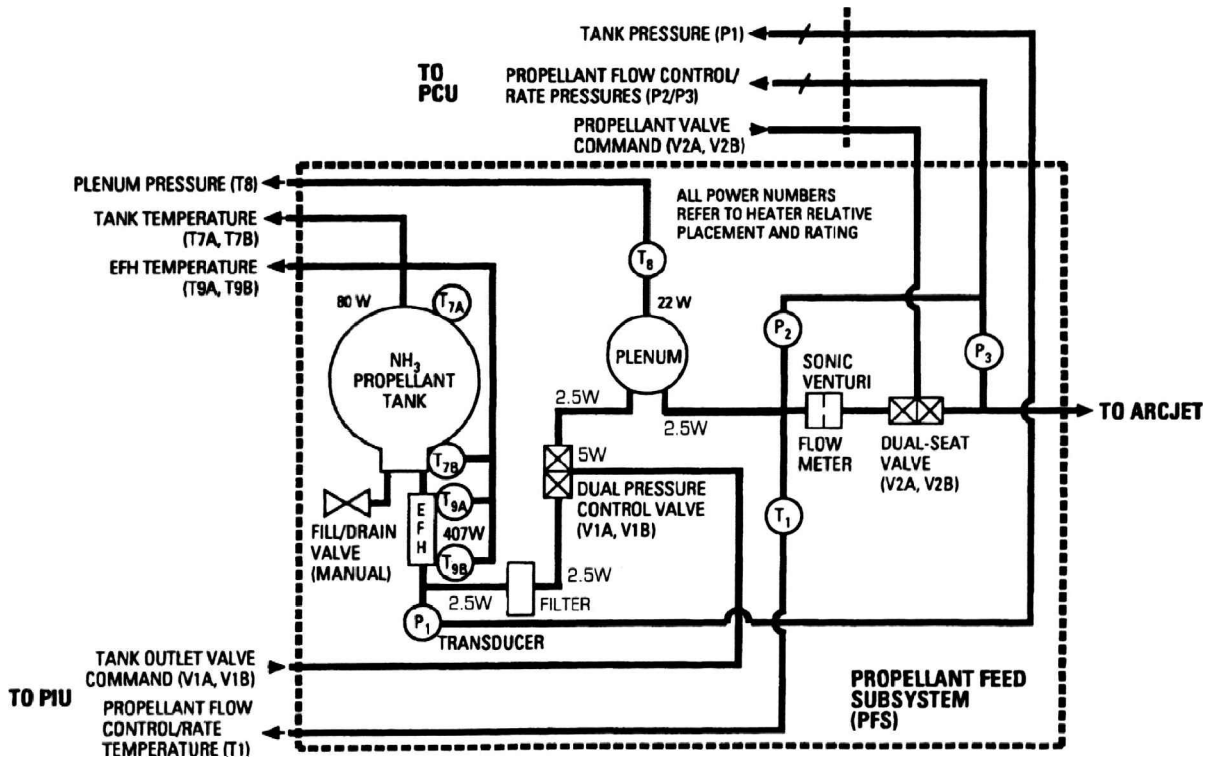 TANK PRESSURE (P1)
TO
PCU
PROPELLANT FLOW CONTROL/
RATE PRESSURES (P2/P3)
PROPELLANT VALVE
COMMAND (V2A, V2B)
PLENUM PRESSURE (T8)
TANK TEMPERATURE
(T7A, T7B)
EFH TEMPERATURE
(T9A, T9B)
ALL POWER NUMBERS
REFER TO HEATER RELATIVE
PLACEMENT AND RATING
T8
80 W
T7A
22 W
NH3
PROPELLANT
TANK
PLENUM
P2
P3
SONIC
VENTURI
2.5W
2.5W
TO ARCJET
FLOW
METER
DUAL-SEAT
VALVE
(V2A, V2B)
T7B
5W
DUAL PRESSURE
CONTROL VALVE
(V1A, V1B)
FILL/DRAIN
VALVE
(MANUAL)
E
F
H
T9A
407W
T9B
T1
2.5W
2.5W
FILTER
P1
TRANSDUCER
TANK OUTLET VALVE
COMMAND (V1A, V1B)
TO PIU
PROPELLANT FLOW
CONTROL/RATE
TEMPERATURE (T1)
PROPELLANT FEED
SUBSYSTEM
(PFS)